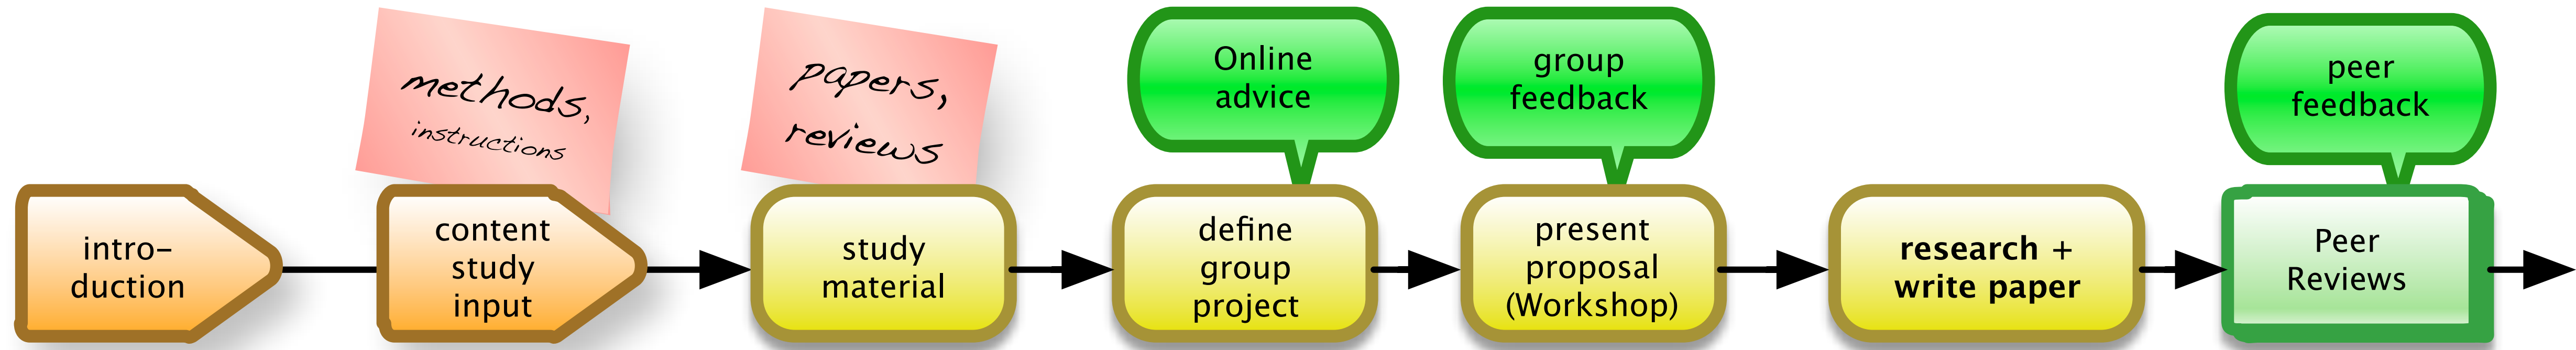 intro-
duction
methods,
instructions
content
study
input
papers,
reviews
study
material
Online
advice
define
group
project
group
feedback
present
proposal
(Workshop)
research +
write paper
peer
feedback
Peer
Reviews